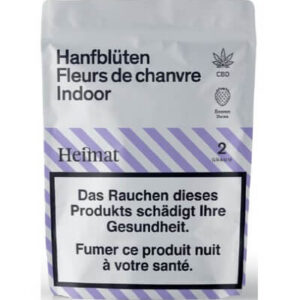 Hanfblüten
Fleurs de chanvre
Indoor
CBD
Heimat
2
Das Rauchen dieses
Produkts schädigt Ihre
Gesundheit.
Fumer ce produit nuit
à votre santé.